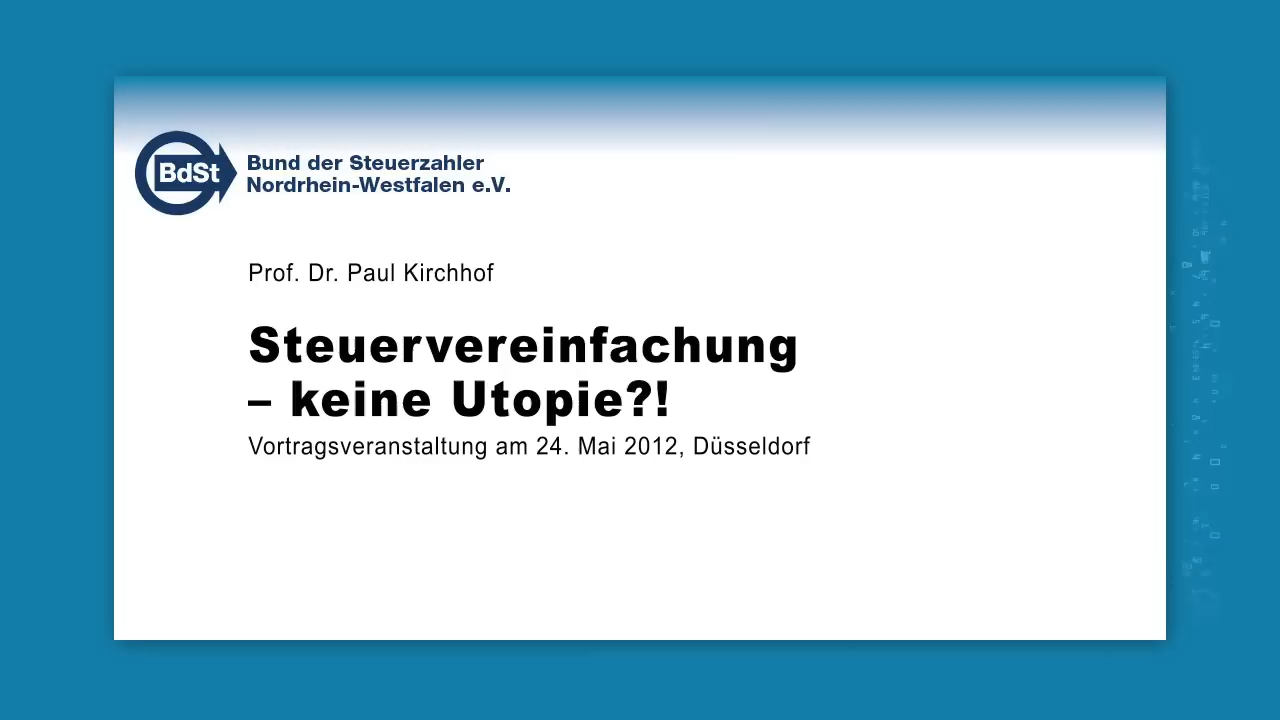 BdSt
Bund der Steuerzahler
Nordrhein-Westfalen e.V.
Prof. Dr. Paul Kirchhof
Steuervereinfachung
– keine Utopie?!
Vortragsveranstaltung am 24. Mai 2012, Düsseldorf